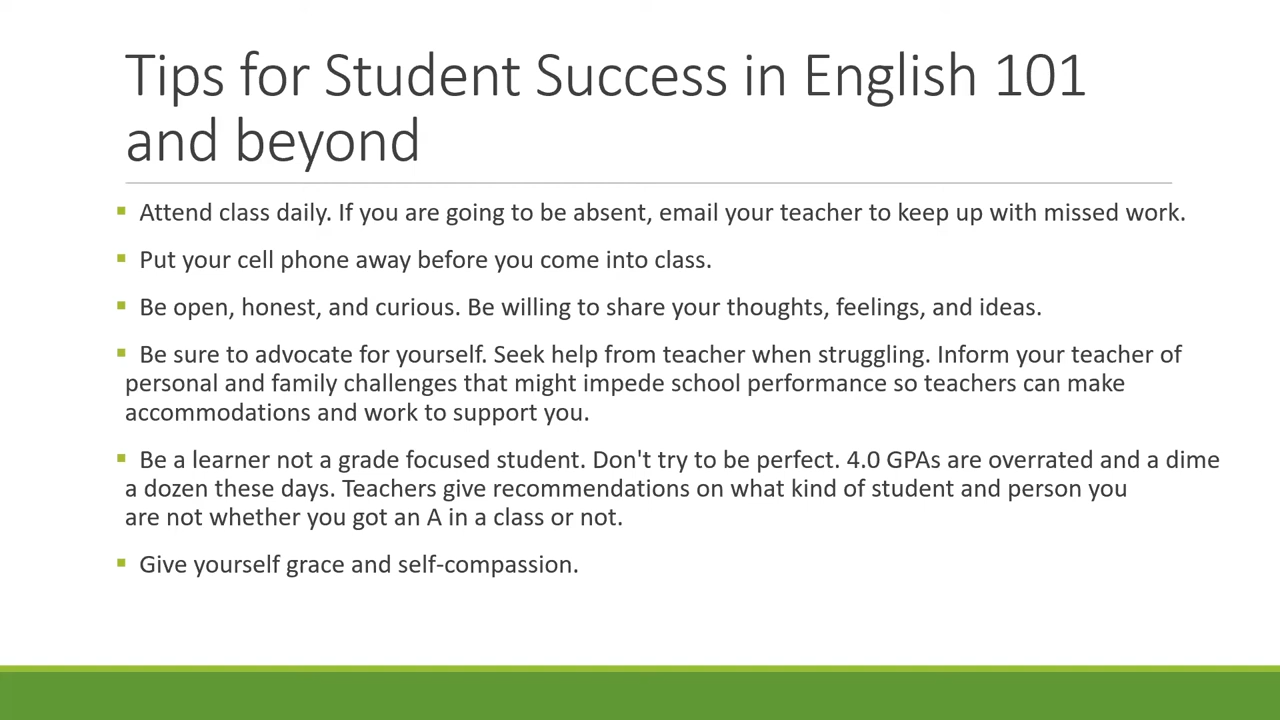 Tips for Student Success in English 101
and beyond
▪ Attend class daily. If you are going to be absent, email your teacher to keep up with missed work.
▪ Put your cell phone away before you come into class.
▪ Be open, honest, and curious. Be willing to share your thoughts, feelings, and ideas.
▪ Be sure to advocate for yourself. Seek help from teacher when struggling. Inform your teacher of
personal and family challenges that might impede school performance so teachers can make
accommodations and work to support you.
▪ Be a learner not a grade focused student. Don't try to be perfect. 4.0 GPAs are overrated and a dime
a dozen these days. Teachers give recommendations on what kind of student and person you
are not whether you got an A in a class or not.
▪ Give yourself grace and self-compassion.